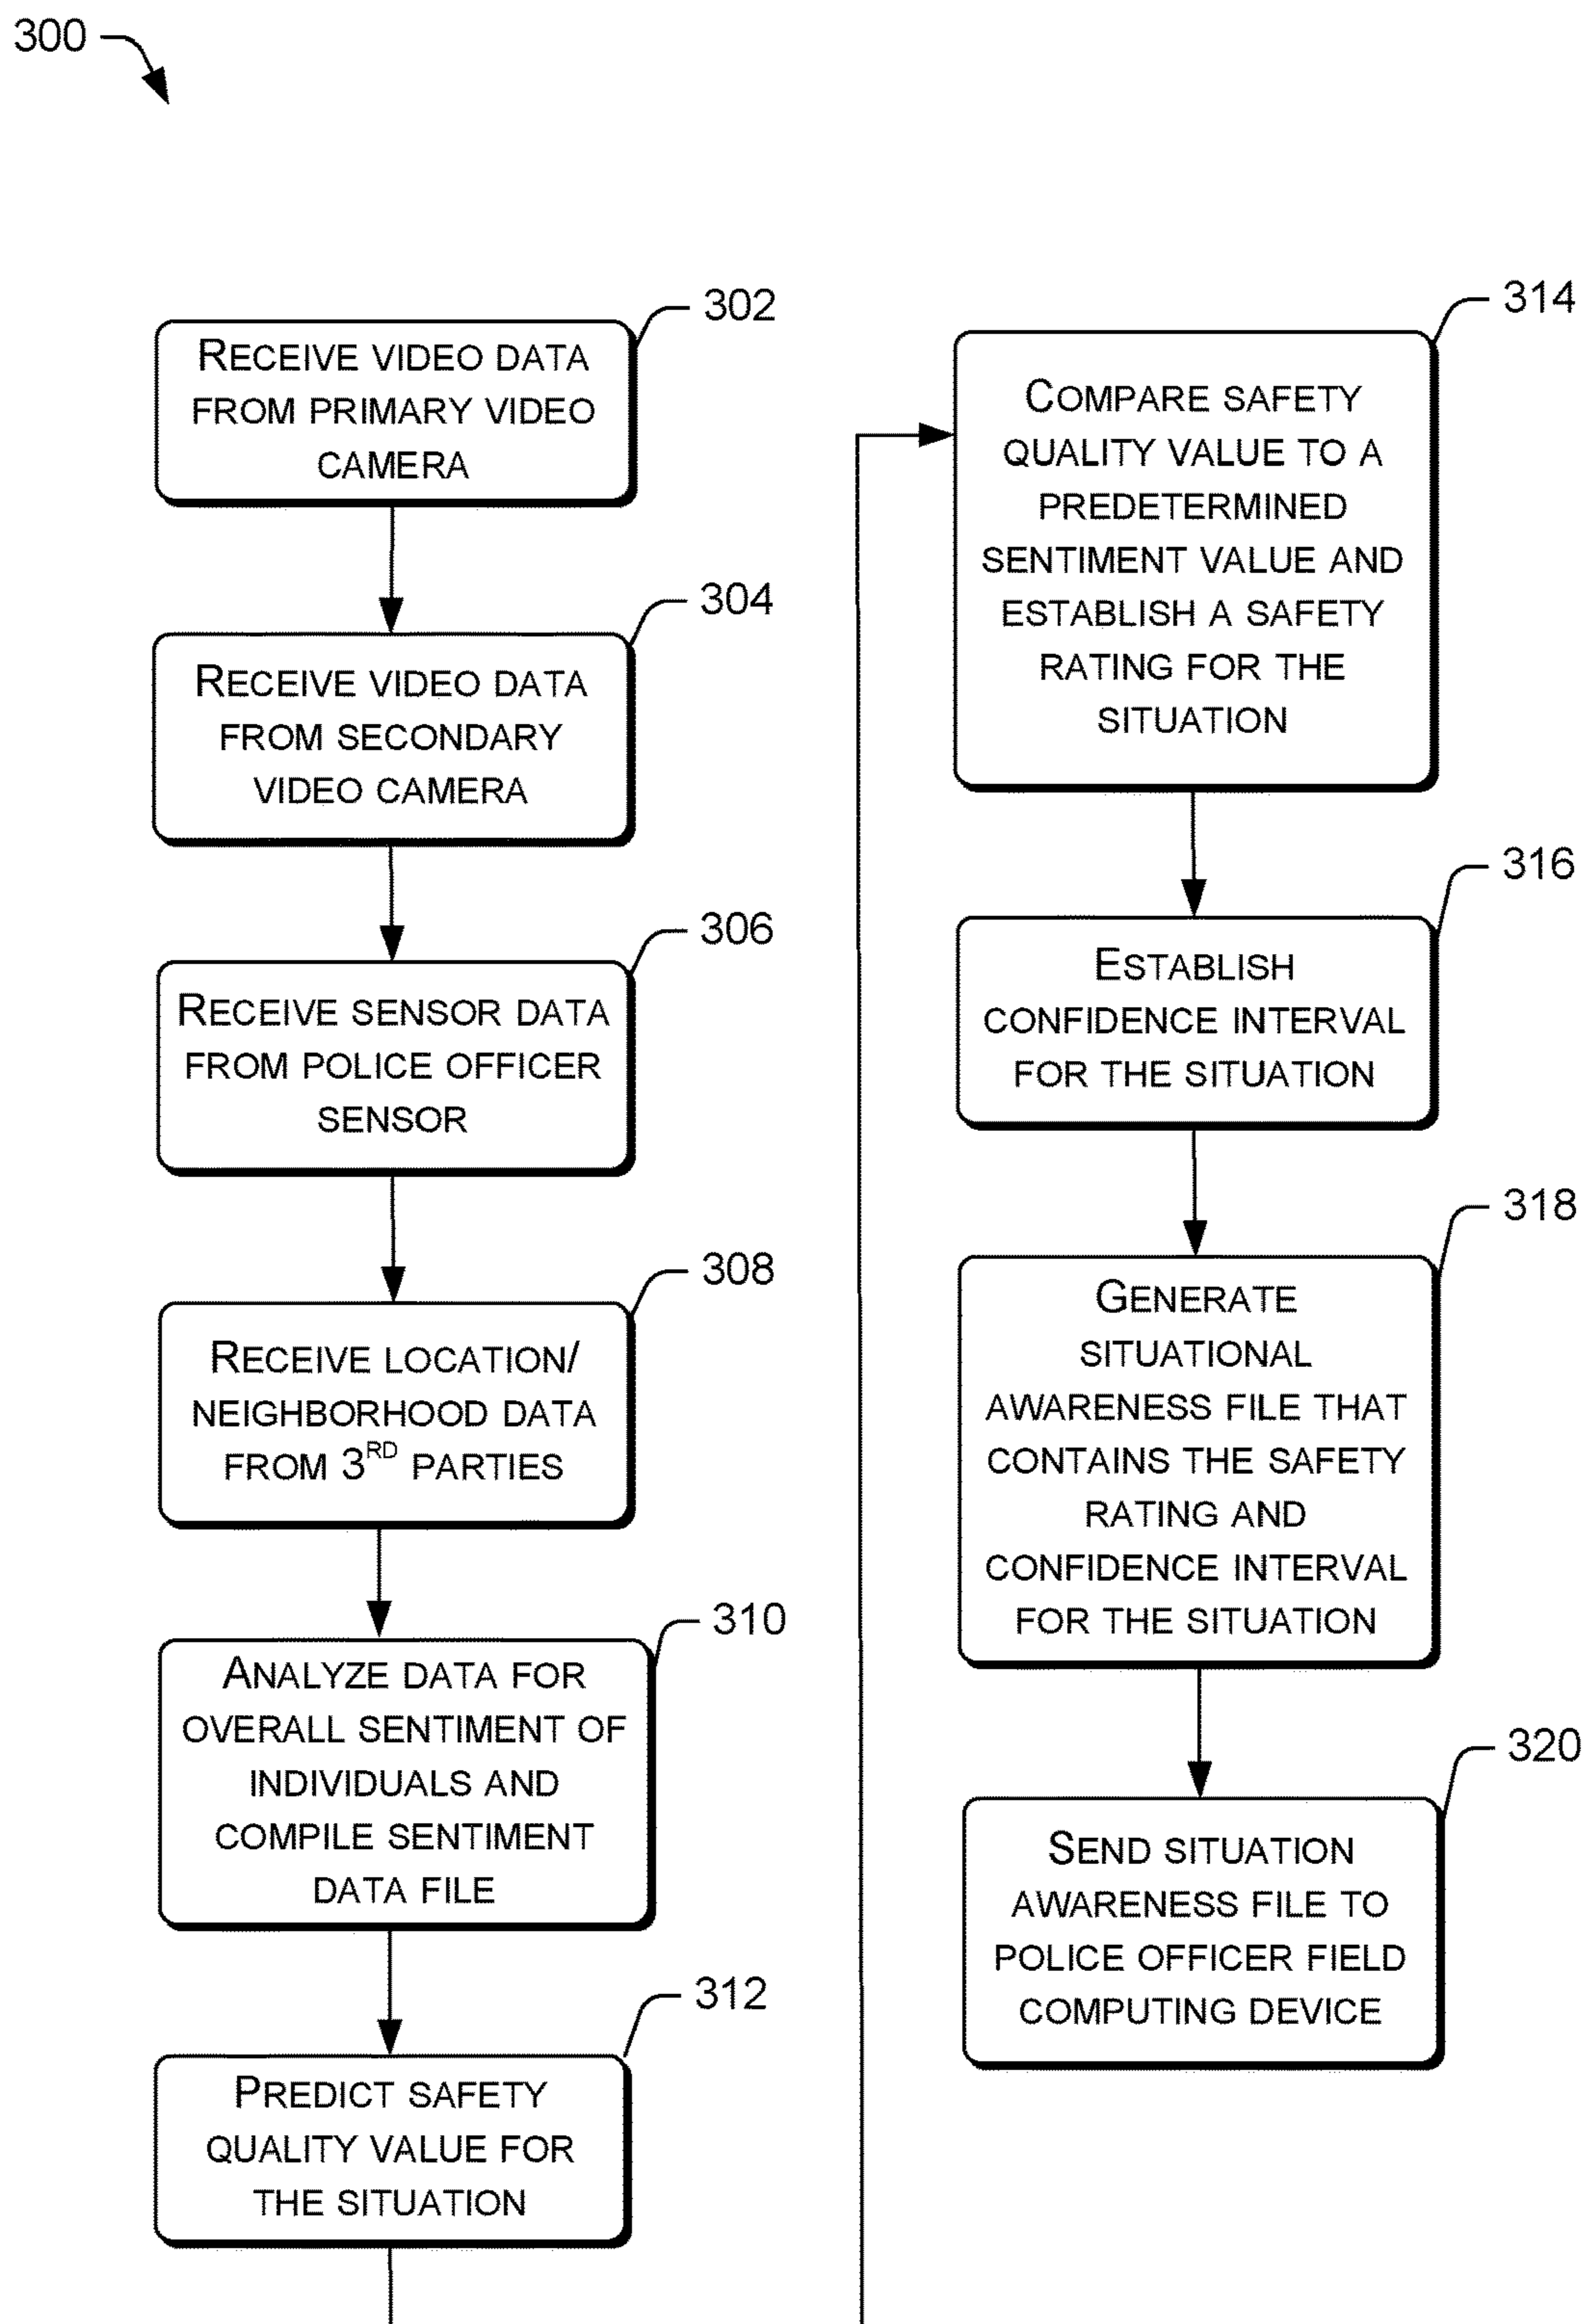 300
302
RECEIVE VIDEO DATA
FROM PRIMARY VIDEO
CAMERA
304
RECEIVE VIDEO DATA
FROM SECONDARY
VIDEO CAMERA
306
RECEIVE SENSOR DATA
FROM POLICE OFFICER
SENSOR
308
RECEIVE LOCATION/
NEIGHBORHOOD DATA
FROM 3RD PARTIES
310
ANALYZE DATA FOR
OVERALL SENTIMENT OF
INDIVIDUALS AND
COMPILE SENTIMENT
DATA FILE
312
PREDICT SAFETY
QUALITY VALUE FOR
THE SITUATION
314
COMPARE SAFETY
QUALITY VALUE TO A
PREDETERMINED
SENTIMENT VALUE AND
ESTABLISH A SAFETY
RATING FOR THE
SITUATION
316
ESTABLISH
CONFIDENCE INTERVAL
FOR THE SITUATION
318
GENERATE
SITUATIONAL
AWARENESS FILE THAT
CONTAINS THE SAFETY
RATING AND
CONFIDENCE INTERVAL
FOR THE SITUATION
320
SEND SITUATION
AWARENESS FILE TO
POLICE OFFICER FIELD
COMPUTING DEVICE